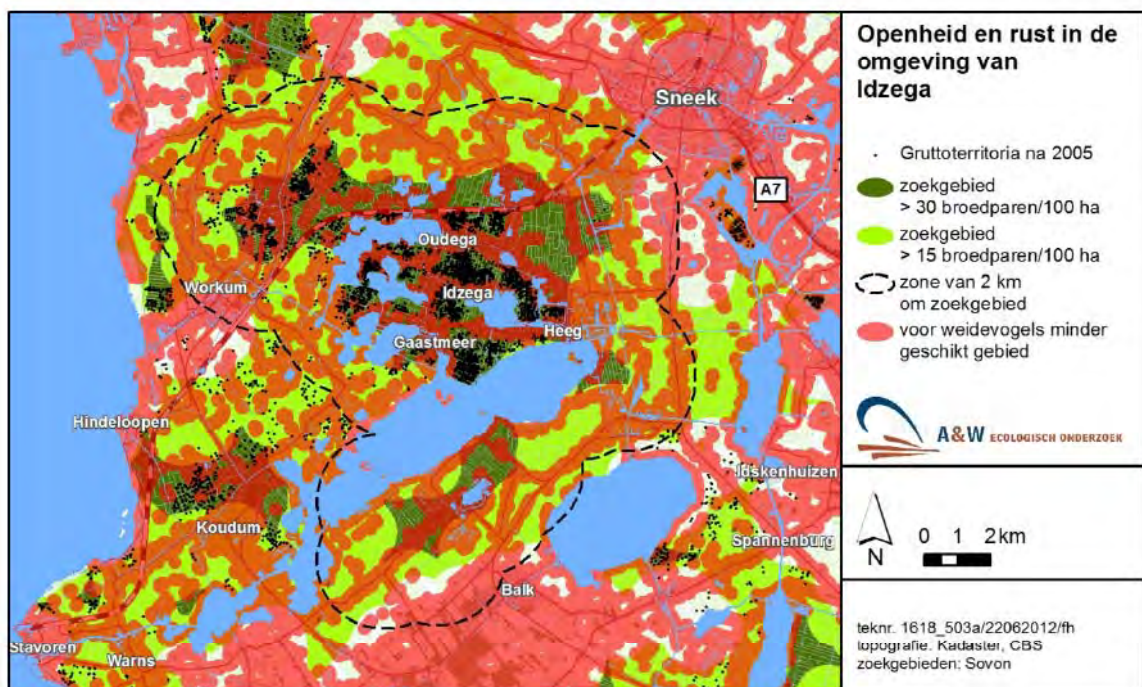 Openheid en rust in de
omgeving van
Idzega
Gruttoterritoria na 2005
zoekgebied
> 30 broedparen/100 ha
zoekgebied
> 15 broedparen/100 ha
zone van 2 km
om zoekgebied
voor weidevogels minder
geschikt gebied
A&W ECOLOGISCH ONDERZOEK
N
0 1 2 km
teknr. 1618_503a/22062012/fh
topografie: Kadaster, CBS
zoekgebieden: Sovon
Sneek
A7
Oudega
Workum
Idzega
Heeg
Gaastmeer
Hindeloopen
Idskenhuizen
Koudum
Spannenburg
Balk
Stavoren
Warns